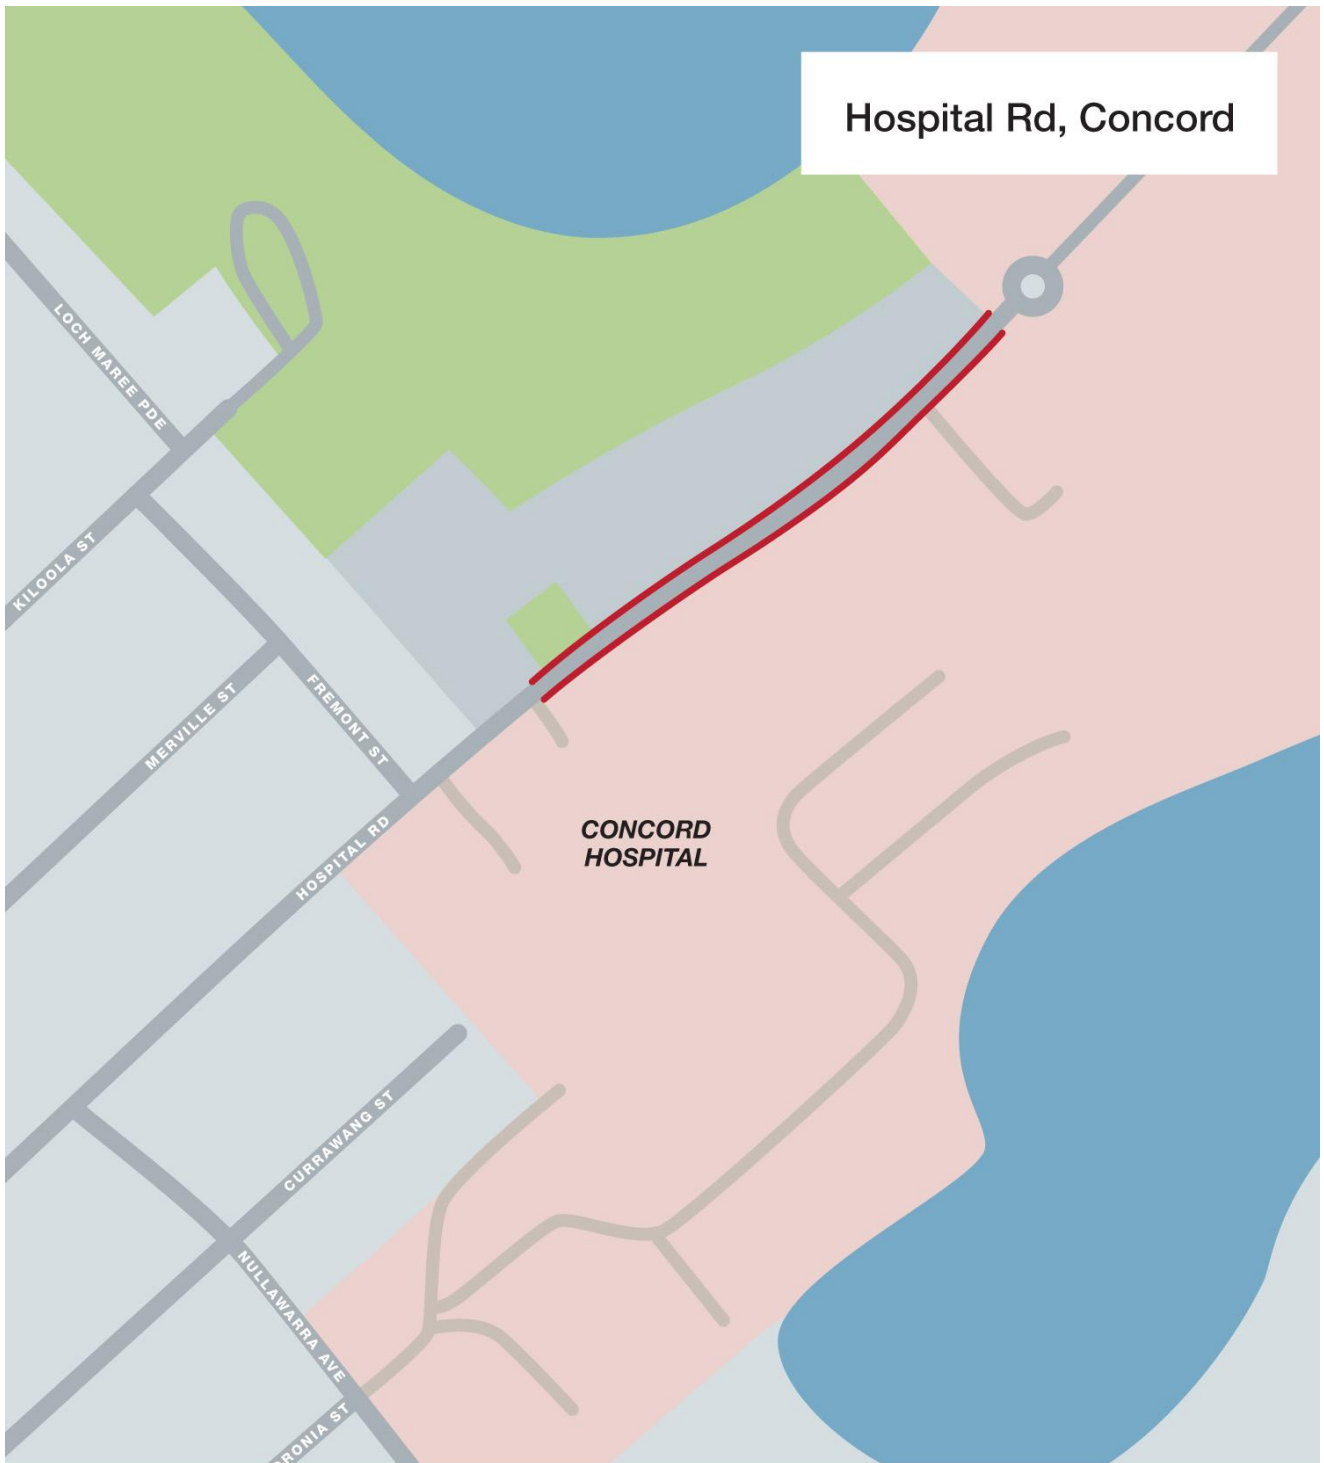 Hospital Rd, Concord
LOCH MAREE PDE
KILOOLA ST
MERVILLE ST
FREMONT ST
HOSPITAL RD
CONCORD
HOSPITAL
CURRAWANG ST
NULLAWARRA AVE
ST